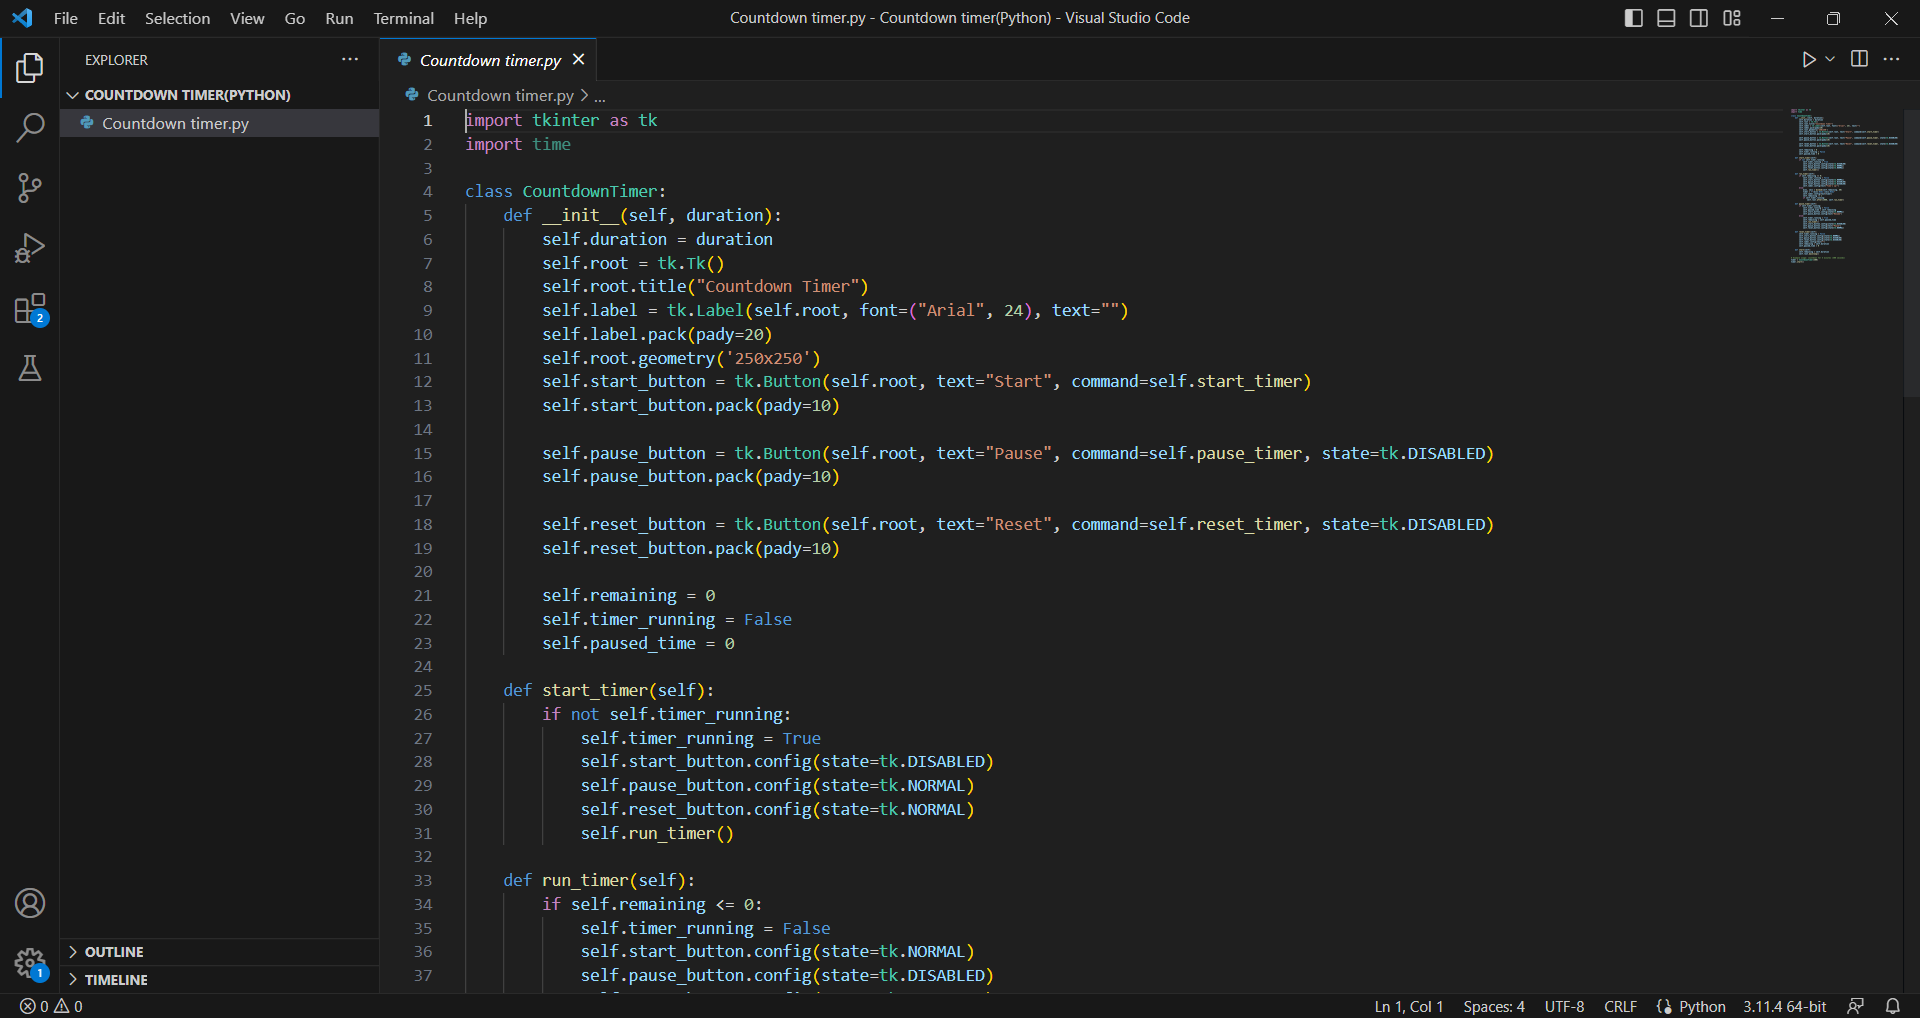 File Edit Selection View Go Run Terminal Help
Countdown timer.py - Countdown timer(Python) - Visual Studio Code
EXPLORER
COUNTDOWN TIMER(PYTHON)
Countdown timer.py
2
OUTLINE
TIMELINE
1
Countdown timer.py
Countdown timer.py > ...
1 import tkinter as tk
2 import time
3
4 class CountdownTimer:
5     def __init__(self, duration):
6         self.duration = duration
7         self.root = tk.Tk()
8         self.root.title("Countdown Timer")
9         self.label = tk.Label(self.root, font=("Arial", 24), text="")
10         self.label.pack(pady=20)
11         self.root.geometry('250x250')
12         self.start_button = tk.Button(self.root, text="Start", command=self.start_timer)
13         self.start_button.pack(pady=10)
14
15         self.pause_button = tk.Button(self.root, text="Pause", command=self.pause_timer, state=tk.DISABLED)
16         self.pause_button.pack(pady=10)
17
18         self.reset_button = tk.Button(self.root, text="Reset", command=self.reset_timer, state=tk.DISABLED)
19         self.reset_button.pack(pady=10)
20
21         self.remaining = 0
22         self.timer_running = False
23         self.paused_time = 0
24
25     def start_timer(self):
26         if not self.timer_running:
27             self.timer_running = True
28             self.start_button.config(state=tk.DISABLED)
29             self.pause_button.config(state=tk.NORMAL)
30             self.reset_button.config(state=tk.NORMAL)
31             self.run_timer()
32
33     def run_timer(self):
34         if self.remaining <= 0:
35             self.timer_running = False
36             self.start_button.config(state=tk.NORMAL)
37             self.pause_button.config(state=tk.DISABLED)
0 0
Ln 1, Col 1 Spaces: 4 UTF-8 CRLF Python 3.11.4 64-bit